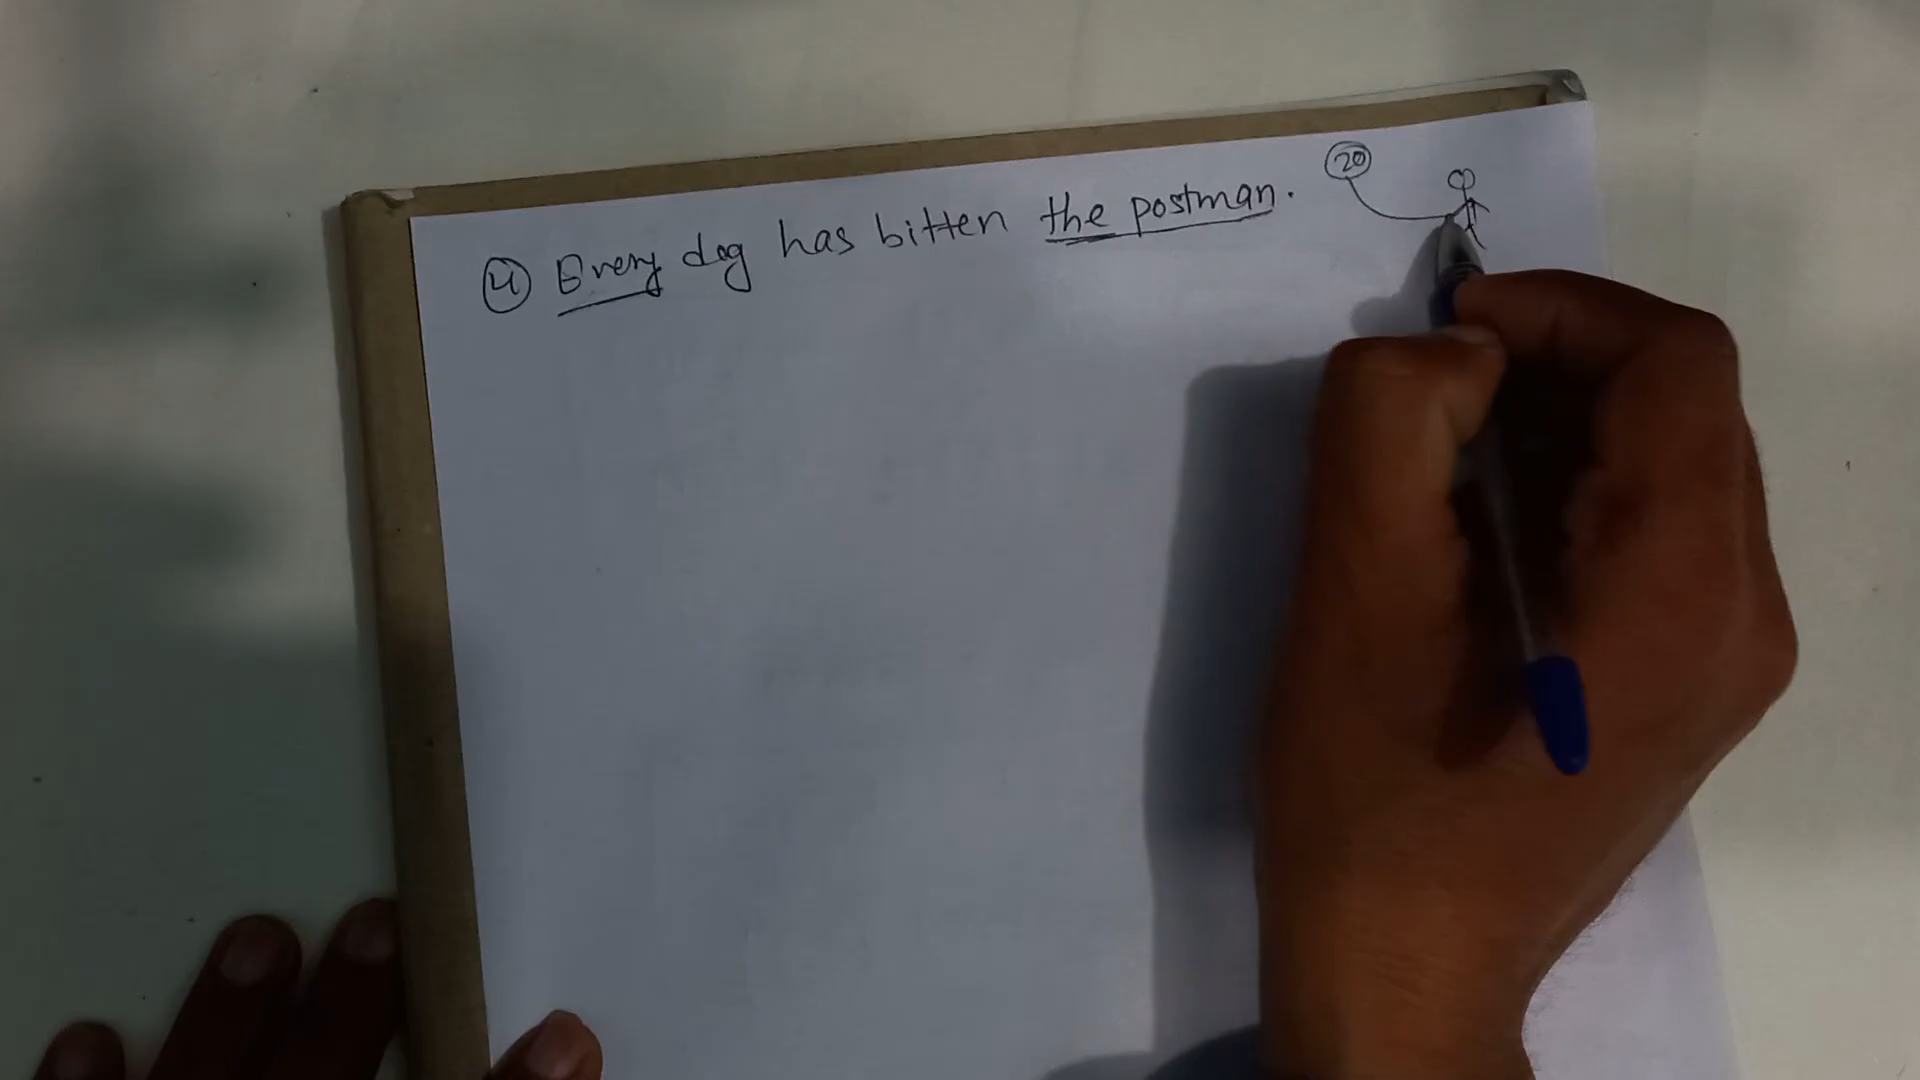 ④ Every dog has bitten the postman. ⑳